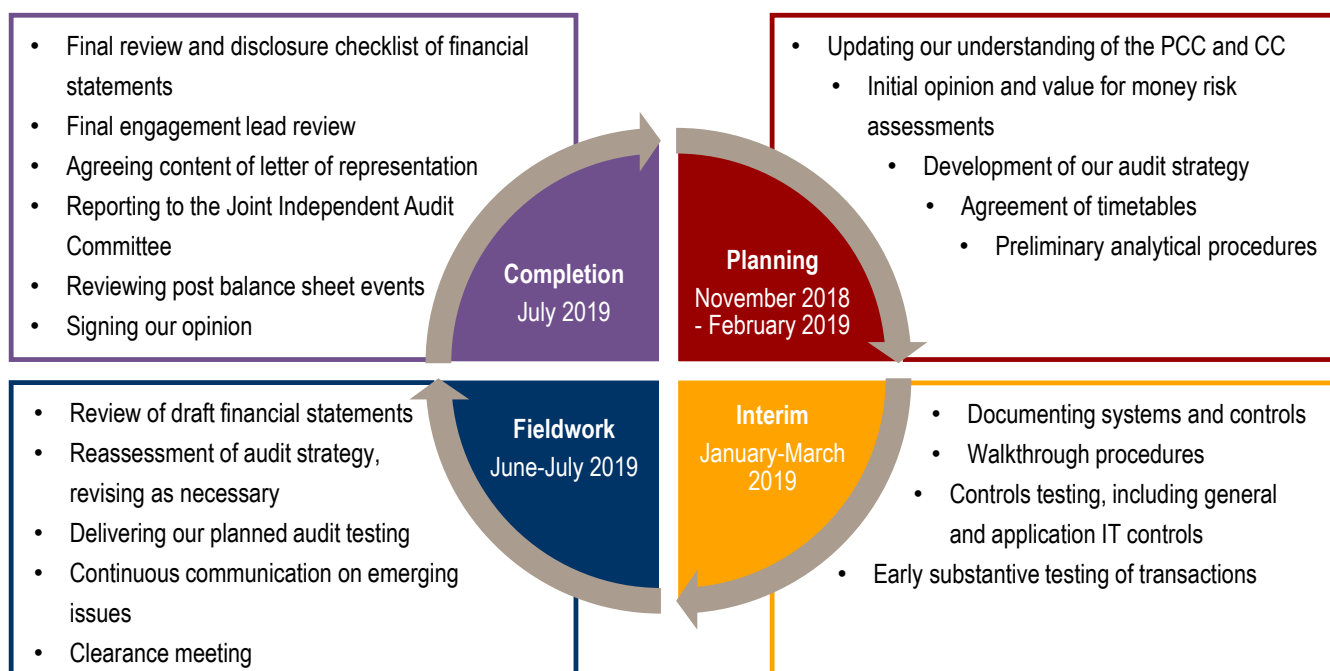 • Final review and disclosure checklist of financial
statements
• Final engagement lead review
• Agreeing content of letter of representation
• Reporting to the Joint Independent Audit
Committee
• Reviewing post balance sheet events
• Signing our opinion
Completion
July 2019
• Updating our understanding of the PCC and CC
• Initial opinion and value for money risk
assessments
• Development of our audit strategy
• Agreement of timetables
• Preliminary analytical procedures
Planning
November 2018
- February 2019
• Review of draft financial statements
• Reassessment of audit strategy,
revising as necessary
• Delivering our planned audit testing
• Continuous communication on emerging
issues
• Clearance meeting
Fieldwork
June-July 2019
Interim
January-March
2019
• Documenting systems and controls
• Walkthrough procedures
• Controls testing, including general
and application IT controls
• Early substantive testing of transactions